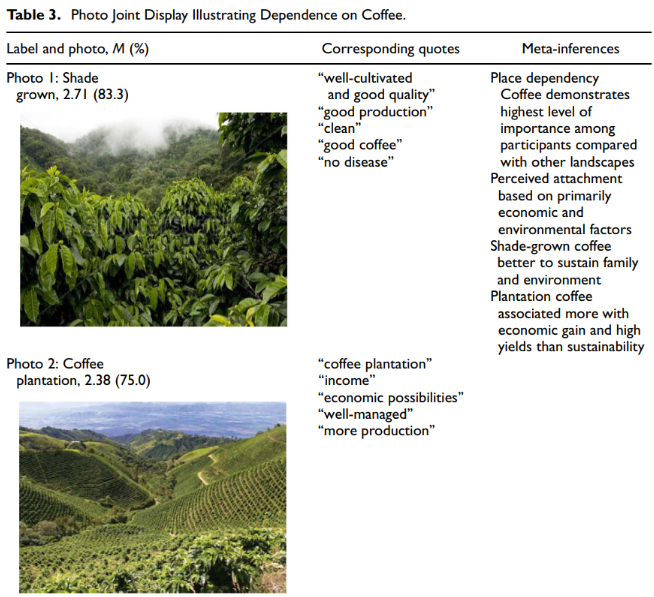 Table 3. Photo Joint Display Illustrating Dependence on Coffee.
Label and photo, M (%)
Corresponding quotes
Meta-inferences
Photo 1: Shade
grown, 2.71 (83.3)
“well-cultivated
and good quality”
“good production”
“clean”
“good coffee”
“no disease”
Place dependency
Coffee demonstrates
highest level of
importance among
participants compared
with other landscapes
Perceived attachment
based on primarily
economic and
environmental factors
Shade-grown coffee
better to sustain family
and environment
Plantation coffee
associated more with
economic gain and high
yields than sustainability
Photo 2: Coffee
plantation, 2.38 (75.0)
“coffee plantation”
“income”
“economic possibilities”
“well-managed”
“more production”